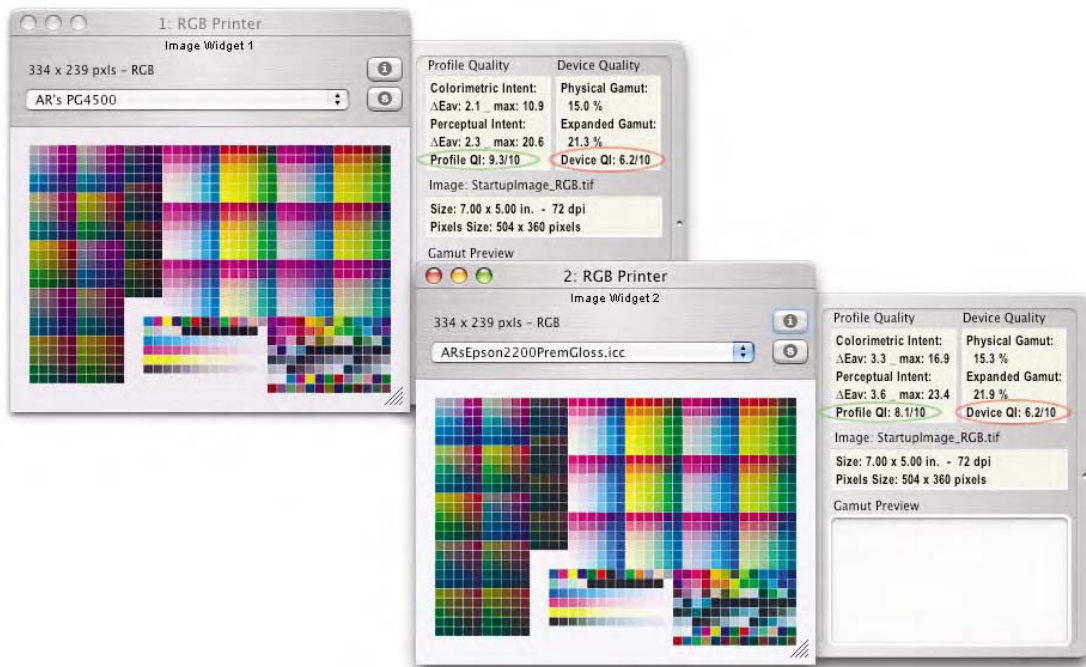 1: RGB Printer
Image Widget 1
334 x 239 pxls – RGB
AR's PG4500
Profile Quality
Colorimetric Intent:
ΔEav: 2.1 _ max: 10.9
Perceptual Intent:
ΔEav: 2.3 _ max: 20.6
Profile QI: 9.3/10
Device Quality
Physical Gamut:
15.0 %
Expanded Gamut:
21.3 %
Device QI: 6.2/10
Image: StartupImage_RGB.tif
Size: 7.00 x 5.00 in. - 72 dpi
Pixels Size: 504 x 360 pixels
Gamut Preview
2: RGB Printer
Image Widget 2
334 x 239 pxls – RGB
ARsEpson2200PremGloss.icc
Profile Quality
Colorimetric Intent:
ΔEav: 3.3 _ max: 16.9
Perceptual Intent:
ΔEav: 3.6 _ max: 23.4
Profile QI: 8.1/10
Device Quality
Physical Gamut:
15.3 %
Expanded Gamut:
21.9 %
Device QI: 6.2/10
Image: StartupImage_RGB.tif
Size: 7.00 x 5.00 in. - 72 dpi
Pixels Size: 504 x 360 pixels
Gamut Preview